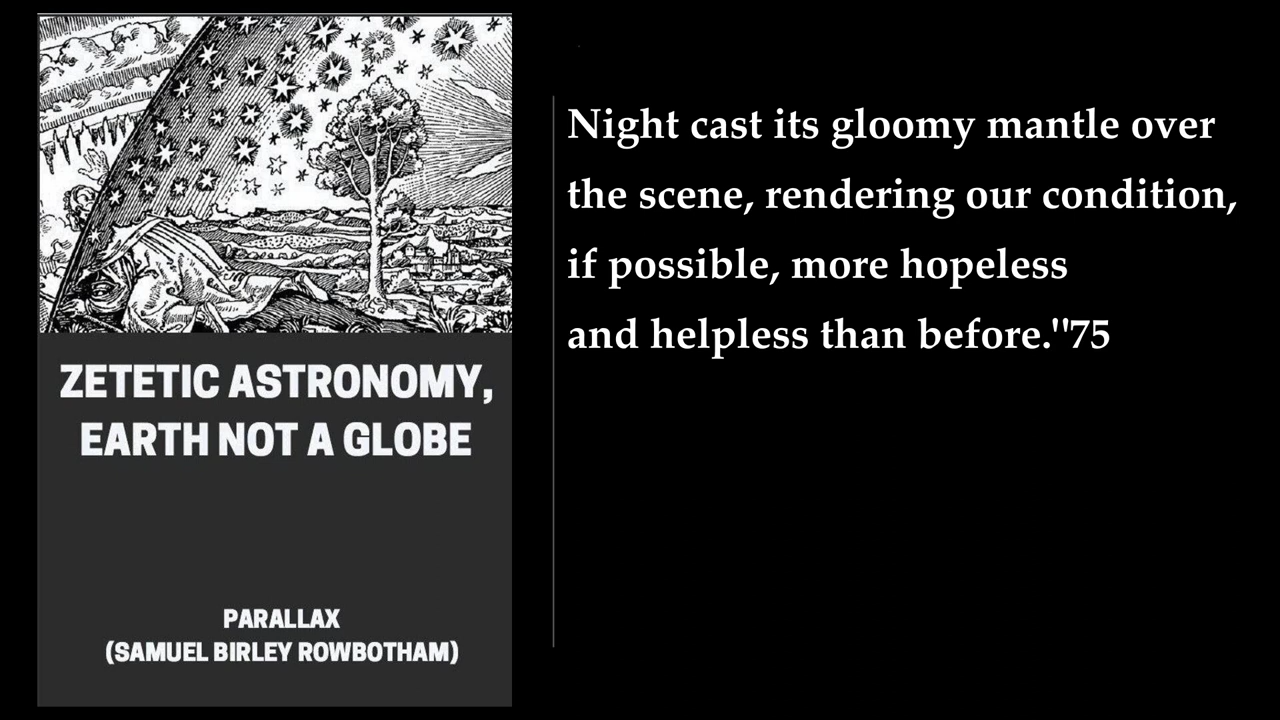 ZETETIC ASTRONOMY,
EARTH NOT A GLOBE
PARALLAX
(SAMUEL BIRLEY ROWBOTHAM)
Night cast its gloomy mantle over
the scene, rendering our condition,
if possible, more hopeless
and helpless than before."75